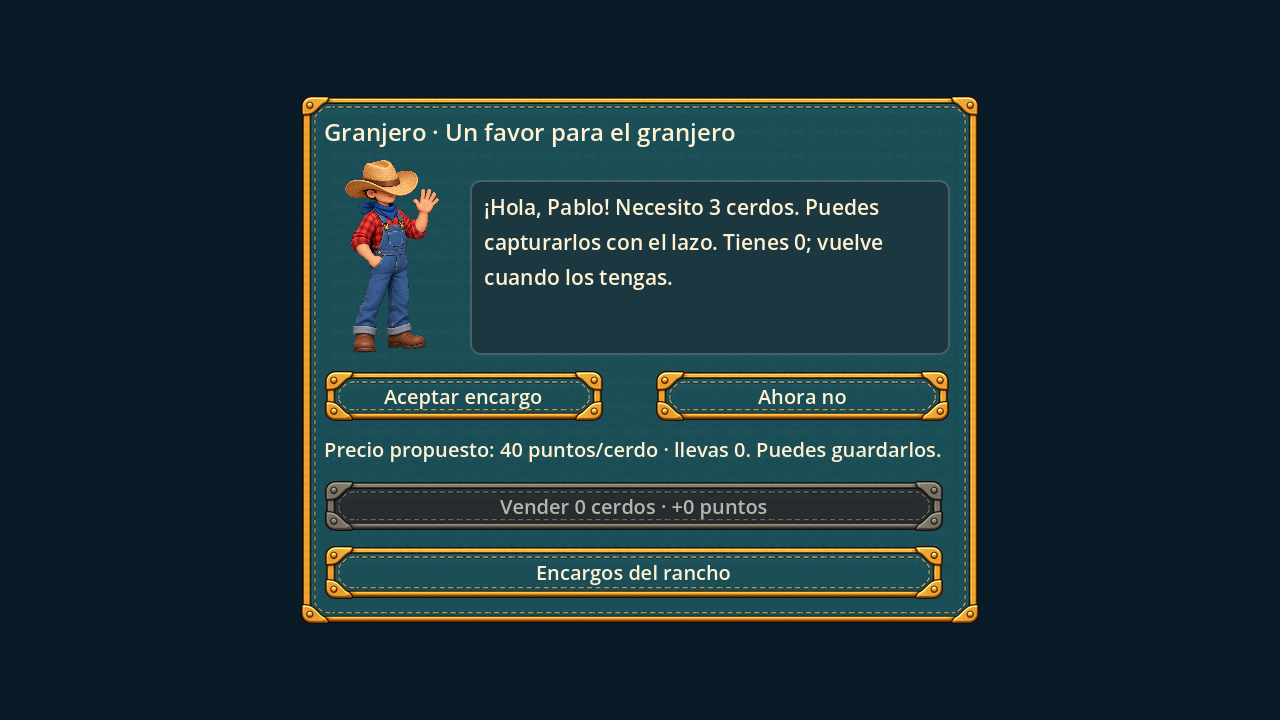 Granjero · Un favor para el granjero
¡Hola, Pablo! Necesito 3 cerdos. Puedes
capturarlos con el lazo. Tienes 0; vuelve
cuando los tengas.
Aceptar encargo
Ahora no
Precio propuesto: 40 puntos/cerdo · llevas 0. Puedes guardarlos.
Vender 0 cerdos · +0 puntos
Encargos del rancho